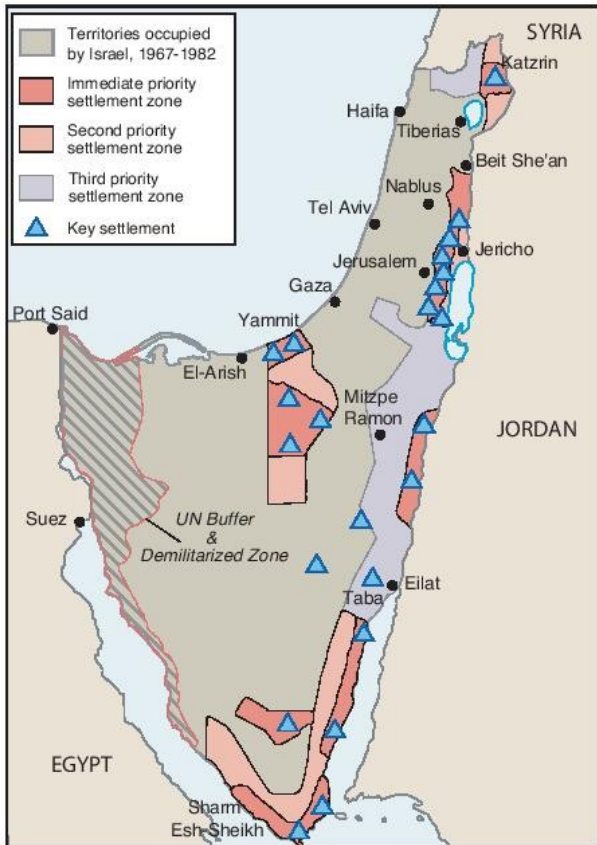 Territories occupied
by Israel, 1967-1982
Immediate priority
settlement zone
Second priority
settlement zone
Third priority
settlement zone
Key settlement
SYRIA
Katzrin
Haifa
Tiberias
Beit She'an
Nablus
Tel Aviv
Jericho
Jerusalem
Gaza
Port Said
Yammit
El-Arish
Mitzpe
Ramon
JORDAN
Suez
UN Buffer
&
Demilitarized Zone
Eilat
Taba
EGYPT
Sharm
Esh-Sheikh